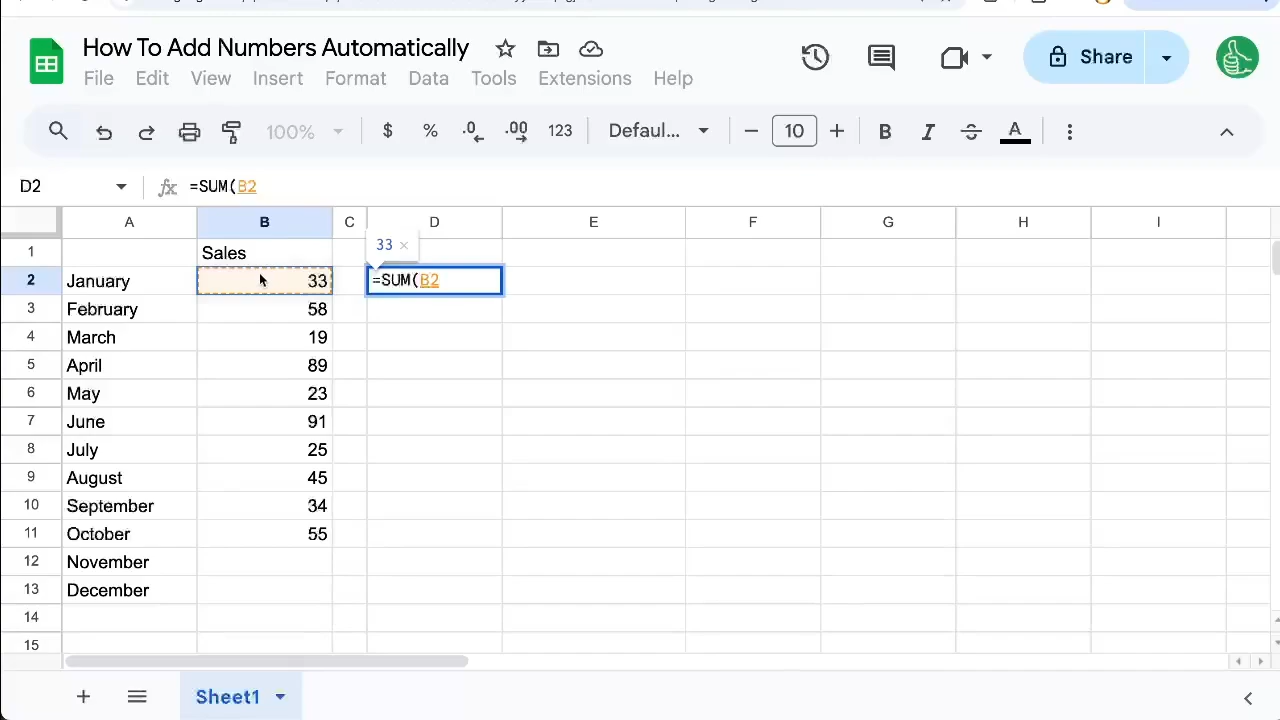 How To Add Numbers Automatically
Share
File Edit View Insert Format Data Tools Extensions Help
100% $ % .0 .00 123 Defaul... 10 B I S A
D2 fx =SUM(B2
A B C D E F G H I
1 Sales
33 ×
2 January 33 =SUM(B2
3 February 58
4 March 19
5 April 89
6 May 23
7 June 91
8 July 25
9 August 45
10 September 34
11 October 55
12 November
13 December
14
15
Sheet1